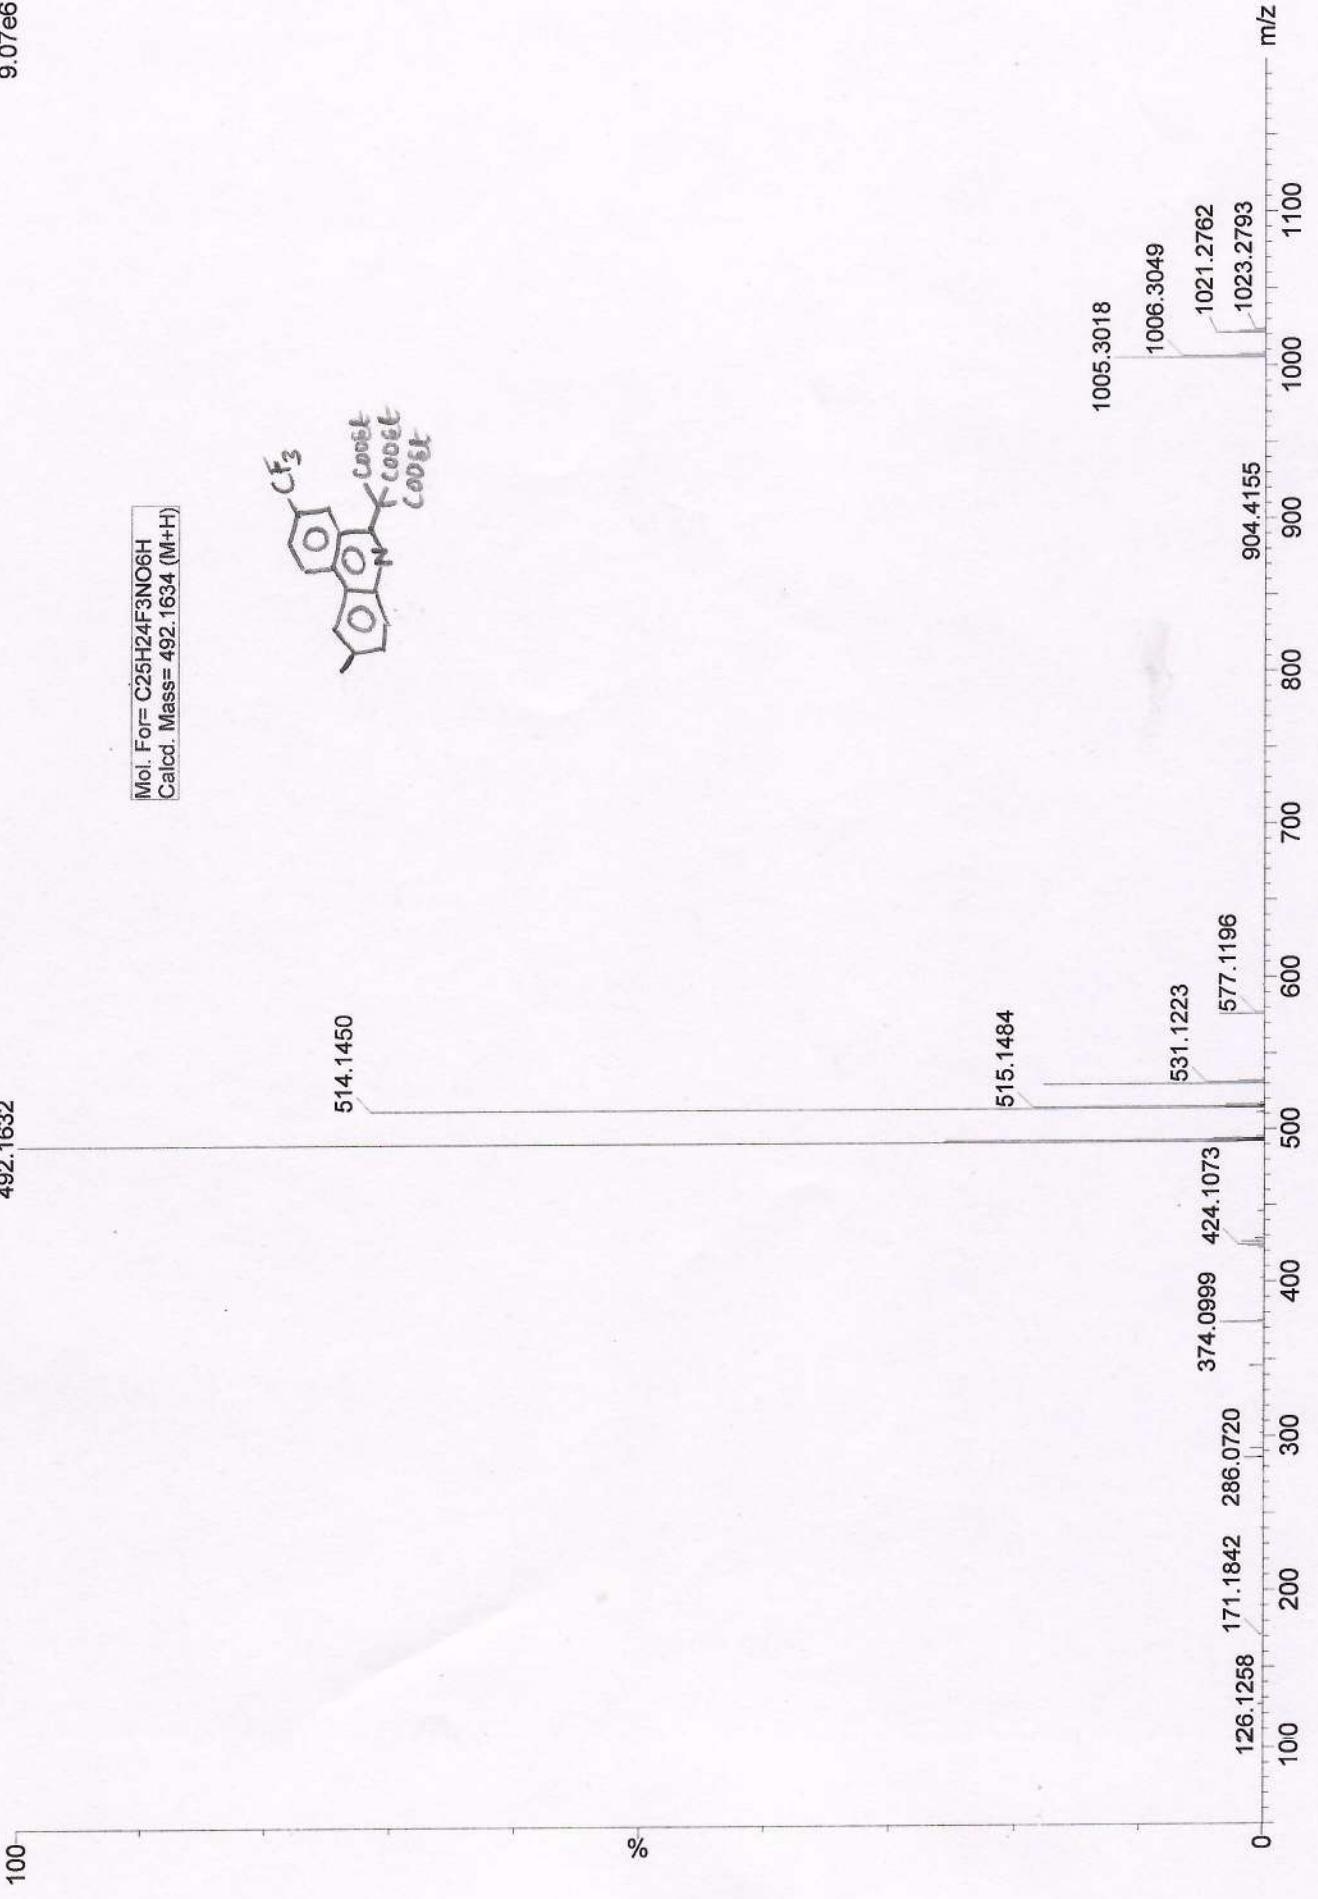 9.07e6
100
492.1632
Mol. For= C25H24F3NO6H
Calcd. Mass= 492.1634 (M+H)
CF3
COOEt
COOEt
COOEt
N
514.1450
%
515.1484
1005.3018
1006.3049
531.1223
1021.2762
424.1073
577.1196
1023.2793
374.0999
904.4155
286.0720
171.1842
126.1258
0
100 200 300 400 500 600 700 800 900 1000 1100
m/z